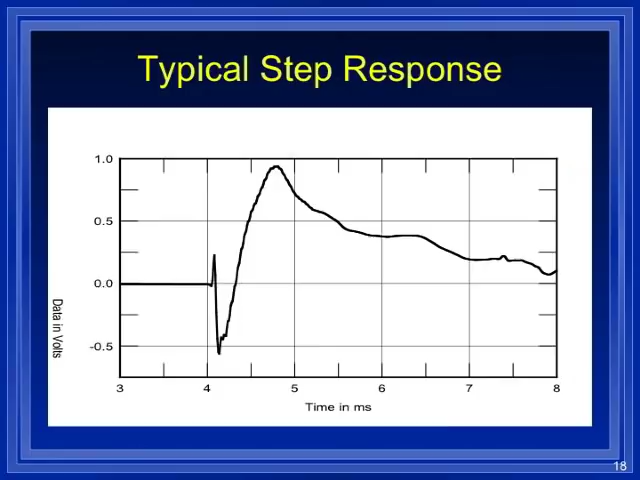 Typical Step Response
1.0
0.5
0.0
-0.5
Data in Volts
3 4 5 6 7 8
Time in ms
18